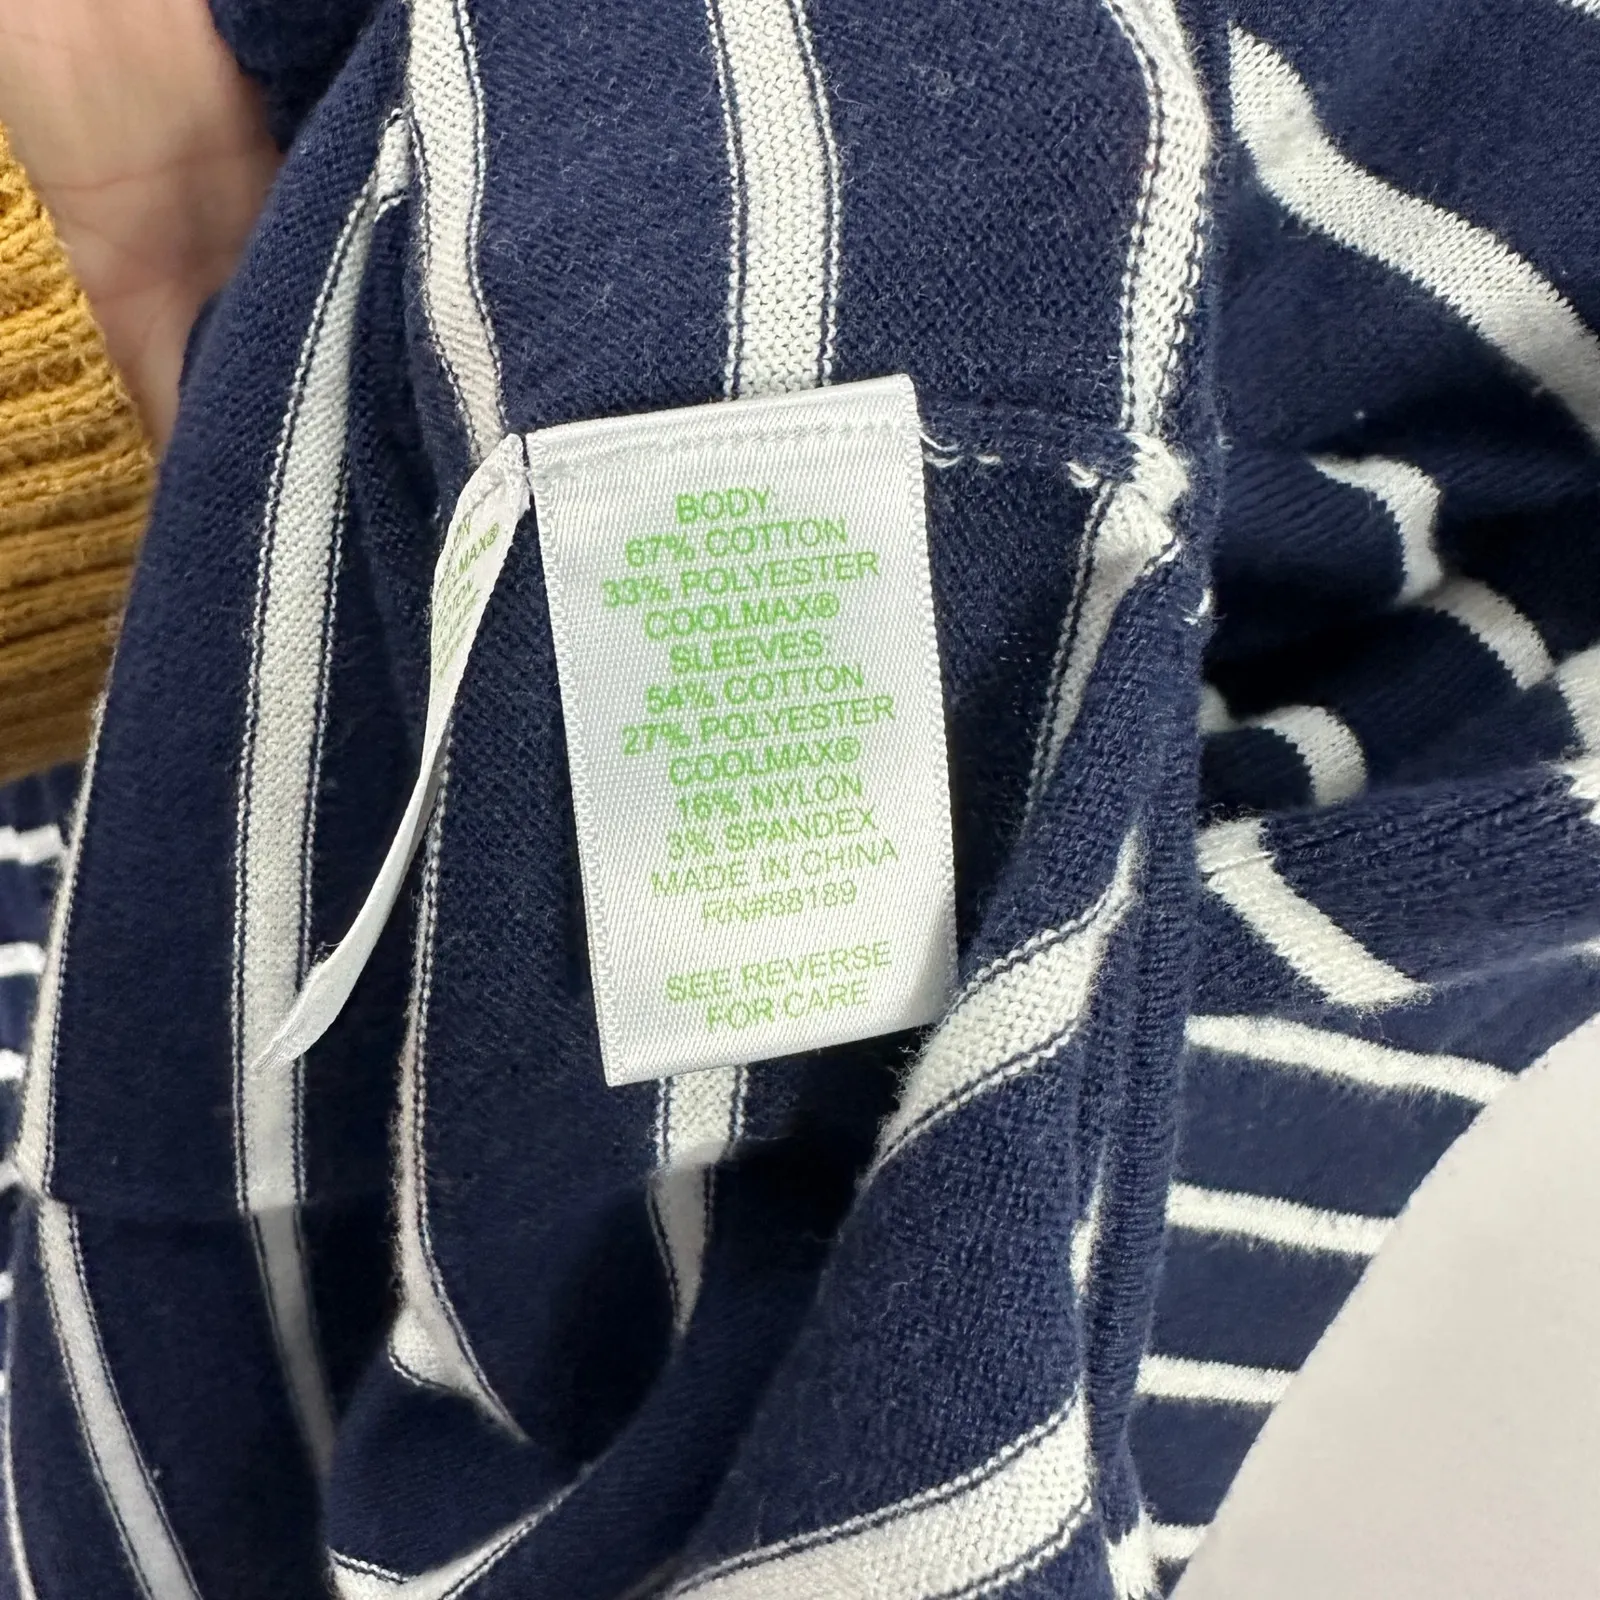 BODY:
67% COTTON
33% POLYESTER
COOLMAX®
SLEEVES:
54% COTTON
27% POLYESTER
COOLMAX®
16% NYLON
3% SPANDEX
MADE IN CHINA
RN#88189
SEE REVERSE
FOR CARE